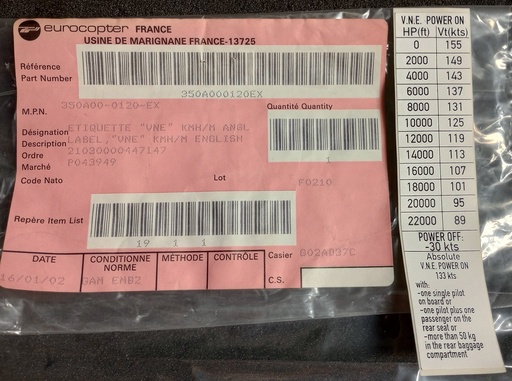 eurocopter FRANCE
USINE DE MARIGNANE FRANCE-13725
Référence
Part Number
350A000120EX
M.P.N.
350A00-0120-EX
Quantité Quantity
1
Désignation ETIQUETTE "VNE" KMH/M ANGL
Description LABEL,"VNE" KMH/M ENGLISH
Ordre 21030000447147
Marché P043949
Code Nato
Lot
F0210
Repère Item List
19 1 1
DATE
CONDITIONNE
NORME
MÉTHODE
CONTRÔLE
Casier G02A037C
16/01/02
GAM EMB2
C.S.
V.N.E. POWER ON
HP(ft) Vt(kts)
0 155
2000 149
4000 143
6000 137
8000 131
10000 125
12000 119
14000 113
16000 107
18000 101
20000 95
22000 89
POWER OFF:
-30 kts
Absolute
V.N.E. POWER ON
133 kts
with:
-one single pilot
on board or
-one pilot plus one
passenger on the
rear seat or
-more than 50 kg
in the rear baggage
compartment